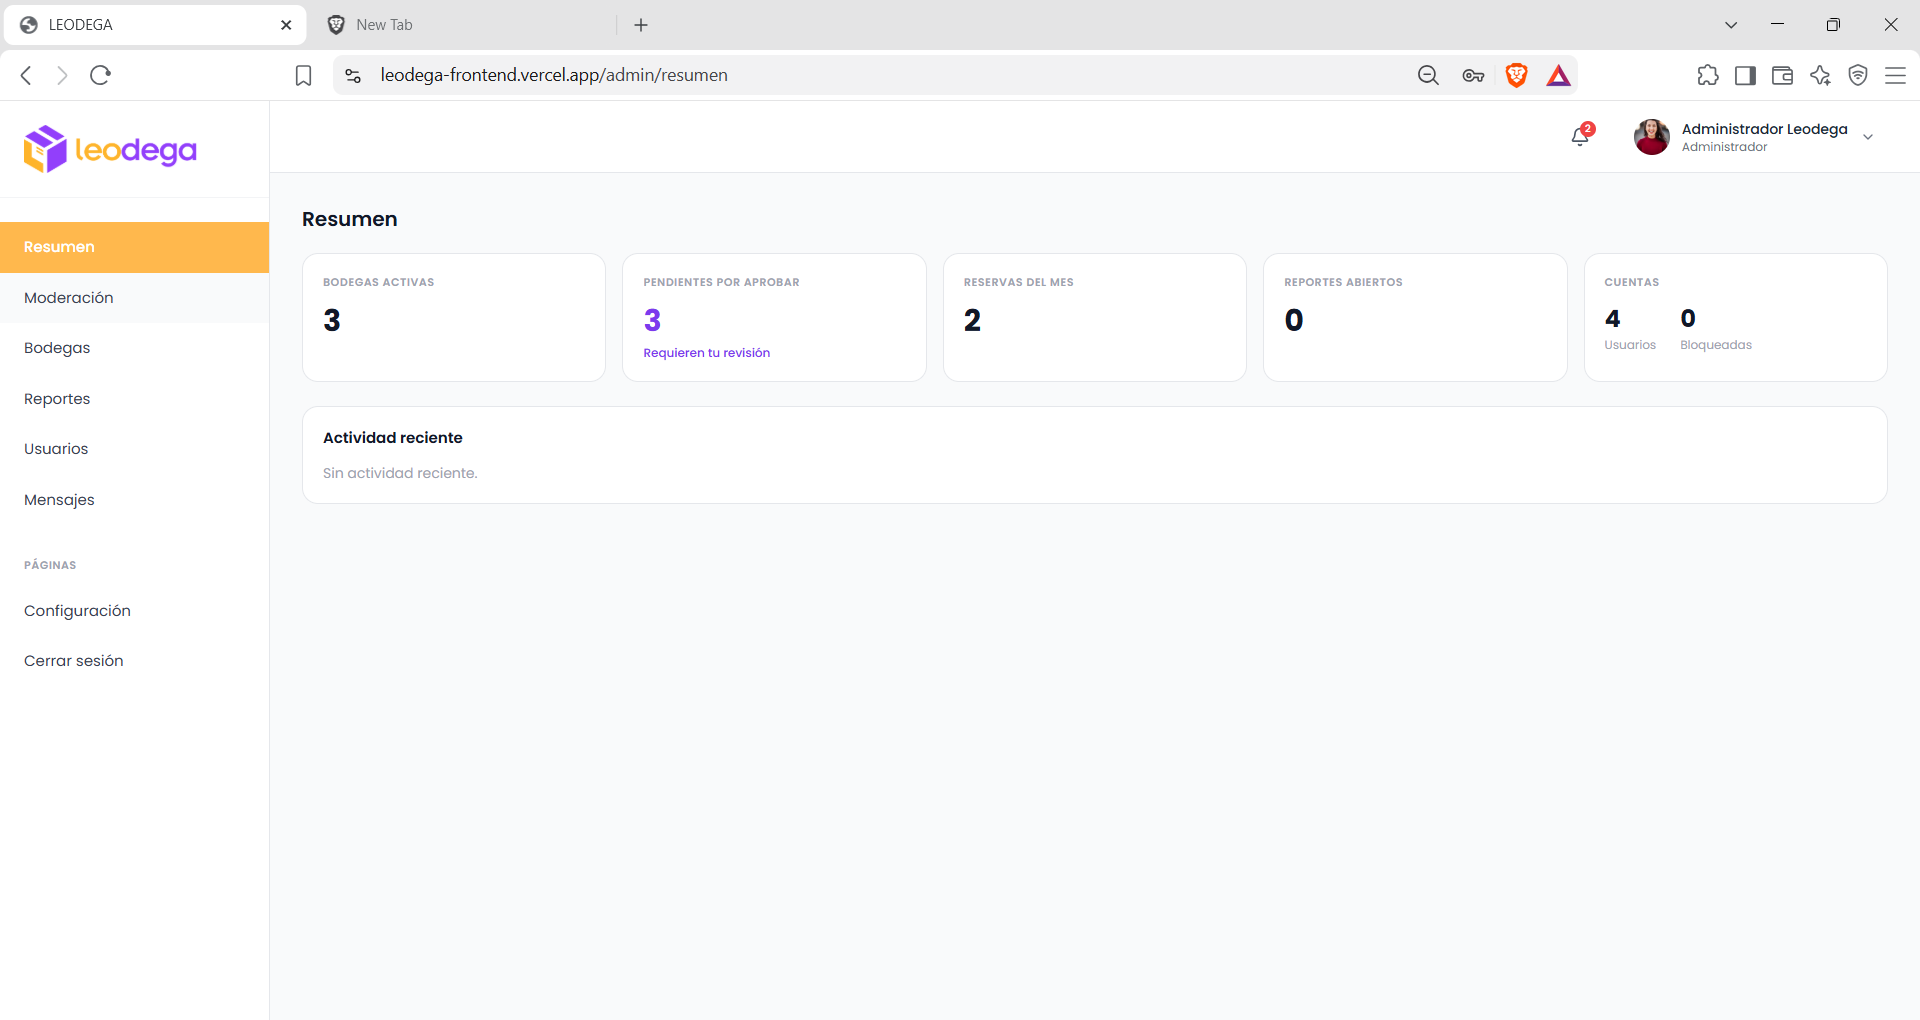 LEODEGA
New Tab
leodega-frontend.vercel.app/admin/resumen
leodega
2
Administrador Leodega
Administrador
Resumen
Moderación
Bodegas
Reportes
Usuarios
Mensajes
PÁGINAS
Configuración
Cerrar sesión
Resumen
BODEGAS ACTIVAS
3
PENDIENTES POR APROBAR
3
Requieren tu revisión
RESERVAS DEL MES
2
REPORTES ABIERTOS
0
CUENTAS
4 0
Usuarios Bloqueadas
Actividad reciente
Sin actividad reciente.